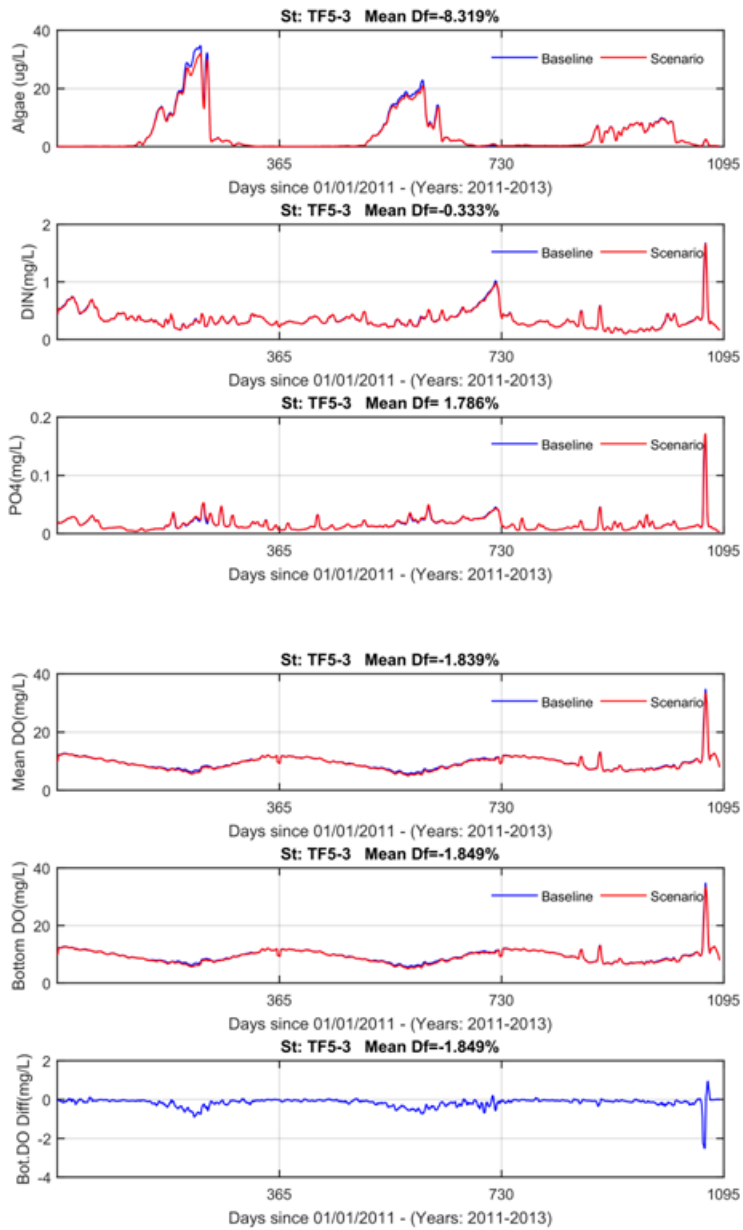 St: TF5-3 Mean Df=-8.319%
40
20
0
Algae (ug/L)
Baseline Scenario
365 730 1095
Days since 01/01/2011 - (Years: 2011-2013)
St: TF5-3 Mean Df=-0.333%
2
1
0
DIN(mg/L)
Baseline Scenario
365 730 1095
Days since 01/01/2011 - (Years: 2011-2013)
St: TF5-3 Mean Df= 1.786%
0.2
0.1
0
PO4(mg/L)
Baseline Scenario
365 730 1095
Days since 01/01/2011 - (Years: 2011-2013)
St: TF5-3 Mean Df=-1.839%
40
20
0
Mean DO(mg/L)
Baseline Scenario
365 730 1095
Days since 01/01/2011 - (Years: 2011-2013)
St: TF5-3 Mean Df=-1.849%
40
20
0
Bottom DO(mg/L)
Baseline Scenario
365 730 1095
Days since 01/01/2011 - (Years: 2011-2013)
St: TF5-3 Mean Df=-1.849%
2
0
-2
-4
Bot.DO Diff(mg/L)
365 730 1095
Days since 01/01/2011 - (Years: 2011-2013)